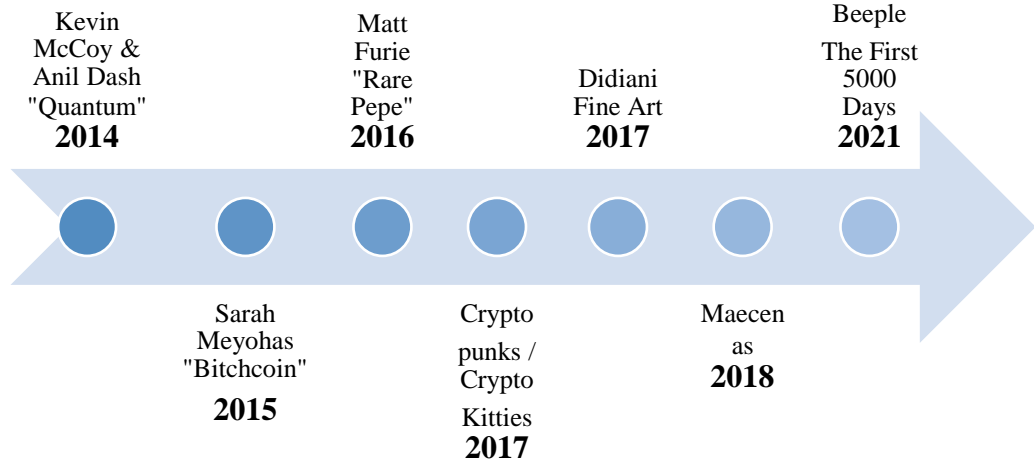 Kevin
McCoy &
Anil Dash
"Quantum"
2014
Sarah
Meyohas
"Bitchcoin"
2015
Matt
Furie
"Rare
Pepe"
2016
Crypto
punks /
Crypto
Kitties
2017
Didiani
Fine Art
2017
Maecen
as
2018
Beeple
The First
5000
Days
2021